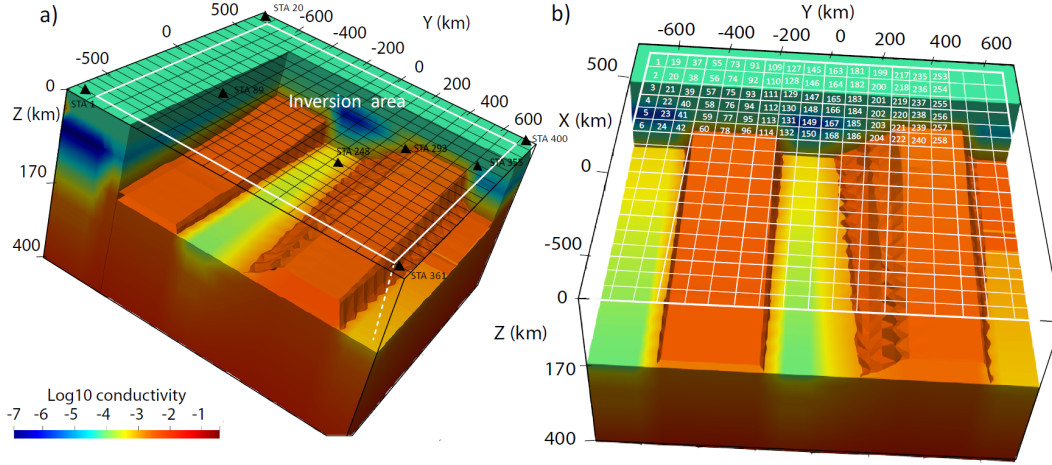 a)
STA 20
-600
Y (km)
500
-400
0
-200
-500
0
0
STA 1
STA 89
Inversion area
200
400
Z (km)
600
STA 400
STA 248
STA 293
STA 355
170
STA 361
400
Log10 conductivity
-7 -6 -5 -4 -3 -2 -1
b)
Y (km)
-600 -400 -200 0 200 400 600
500
1 19 37 55 73 91 109 127 145 163 181 199 217 235 253
2 20 38 56 74 92 110 128 146 164 182 200 218 236 254
3 21 39 57 75 93 111 129 147 165 183 201 219 237 255
4 22 40 58 76 94 112 130 148 166 184 202 220 238 256
5 23 41 59 77 95 113 131 149 167 185 203 221 239 257
6 24 42 60 78 96 114 132 150 168 186 204 222 240 258
X (km)
0
-500
0
Z (km)
170
400